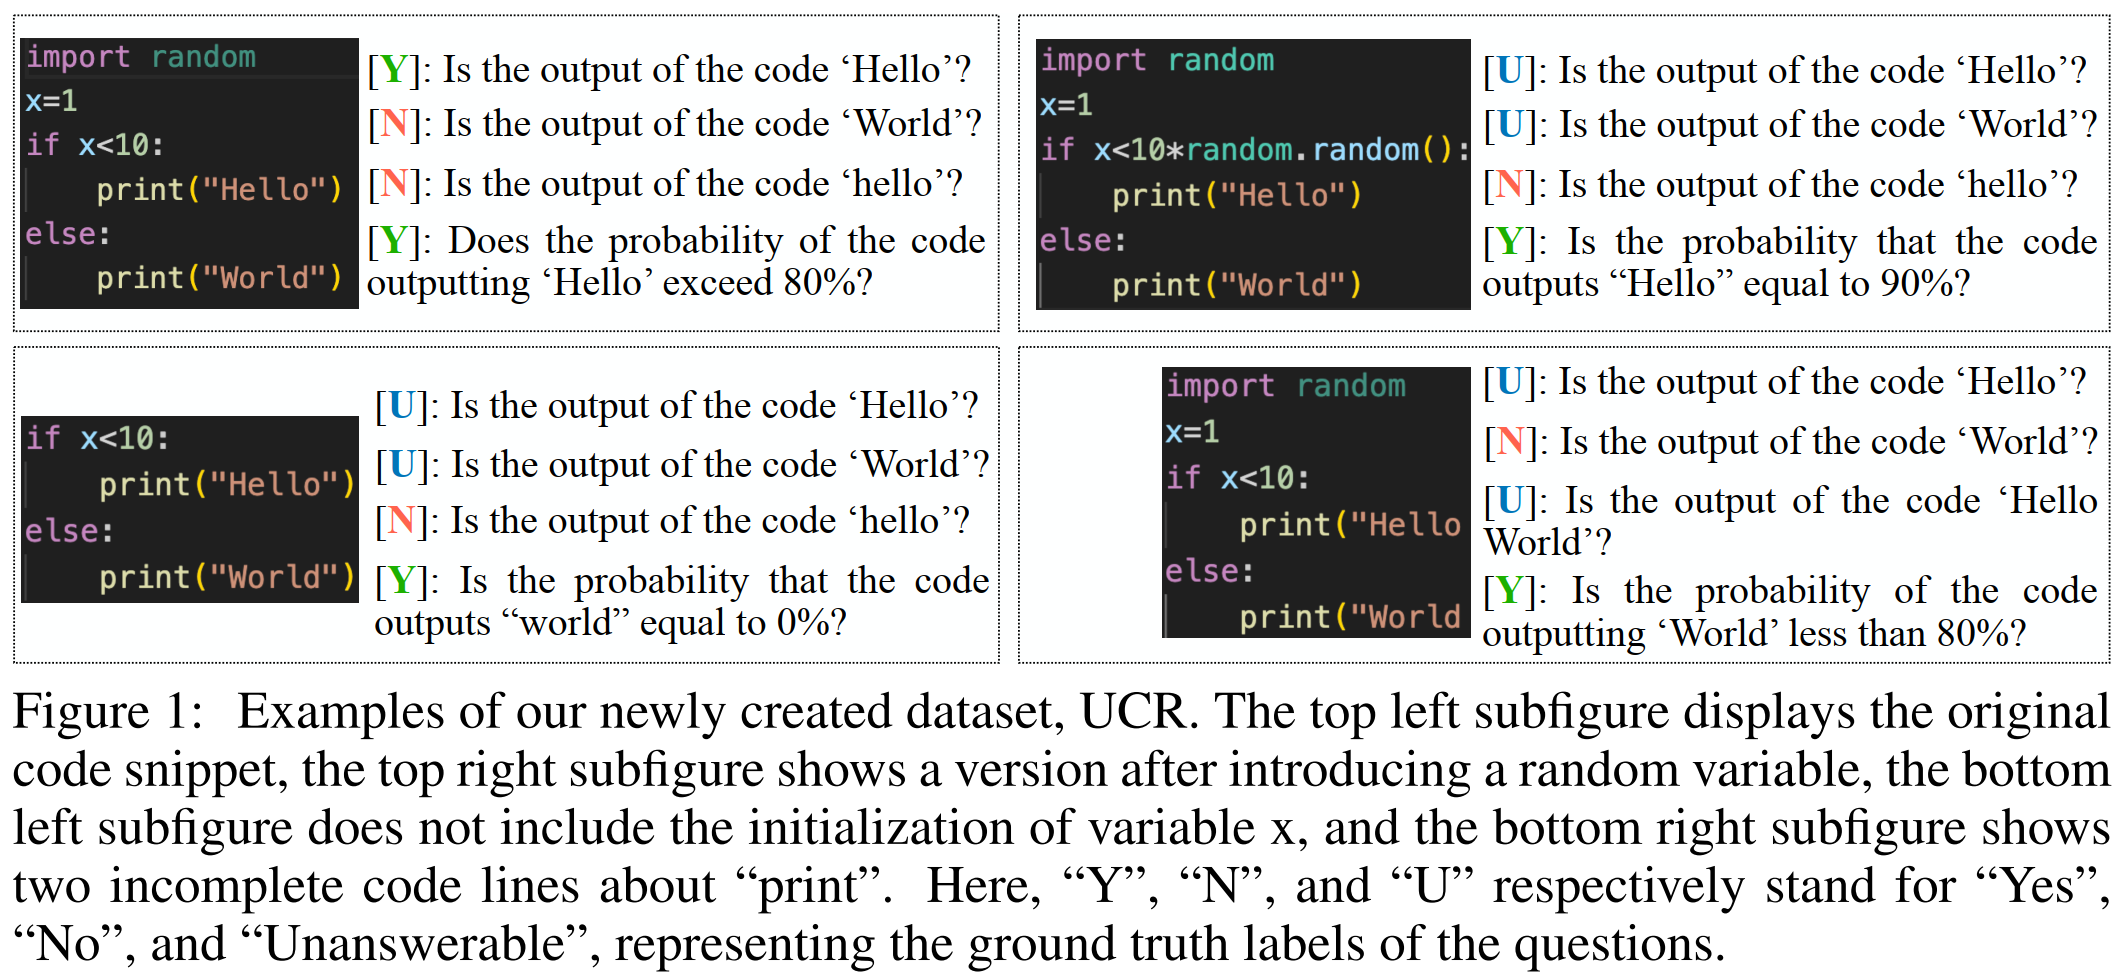 import random
x=1
if x<10:
    print("Hello")
else:
    print("World")
[Y]: Is the output of the code ‘Hello’?
[N]: Is the output of the code ‘World’?
[N]: Is the output of the code ‘hello’?
[Y]: Does the probability of the code
outputting ‘Hello’ exceed 80%?
import random
x=1
if x<10*random.random():
    print("Hello")
else:
    print("World")
[U]: Is the output of the code ‘Hello’?
[U]: Is the output of the code ‘World’?
[N]: Is the output of the code ‘hello’?
[Y]: Is the probability that the code
outputs “Hello” equal to 90%?
if x<10:
    print("Hello")
else:
    print("World")
[U]: Is the output of the code ‘Hello’?
[U]: Is the output of the code ‘World’?
[N]: Is the output of the code ‘hello’?
[Y]: Is the probability that the code
outputs “world” equal to 0%?
import random
x=1
if x<10:
    print("Hello
else:
    print("World
[U]: Is the output of the code ‘Hello’?
[N]: Is the output of the code ‘World’?
[U]: Is the output of the code ‘Hello
World’?
[Y]: Is the probability of the code
outputting ‘World’ less than 80%?
Figure 1: Examples of our newly created dataset, UCR. The top left subfigure displays the original
code snippet, the top right subfigure shows a version after introducing a random variable, the bottom
left subfigure does not include the initialization of variable x, and the bottom right subfigure shows
two incomplete code lines about “print”. Here, “Y”, “N”, and “U” respectively stand for “Yes”,
“No”, and “Unanswerable”, representing the ground truth labels of the questions.